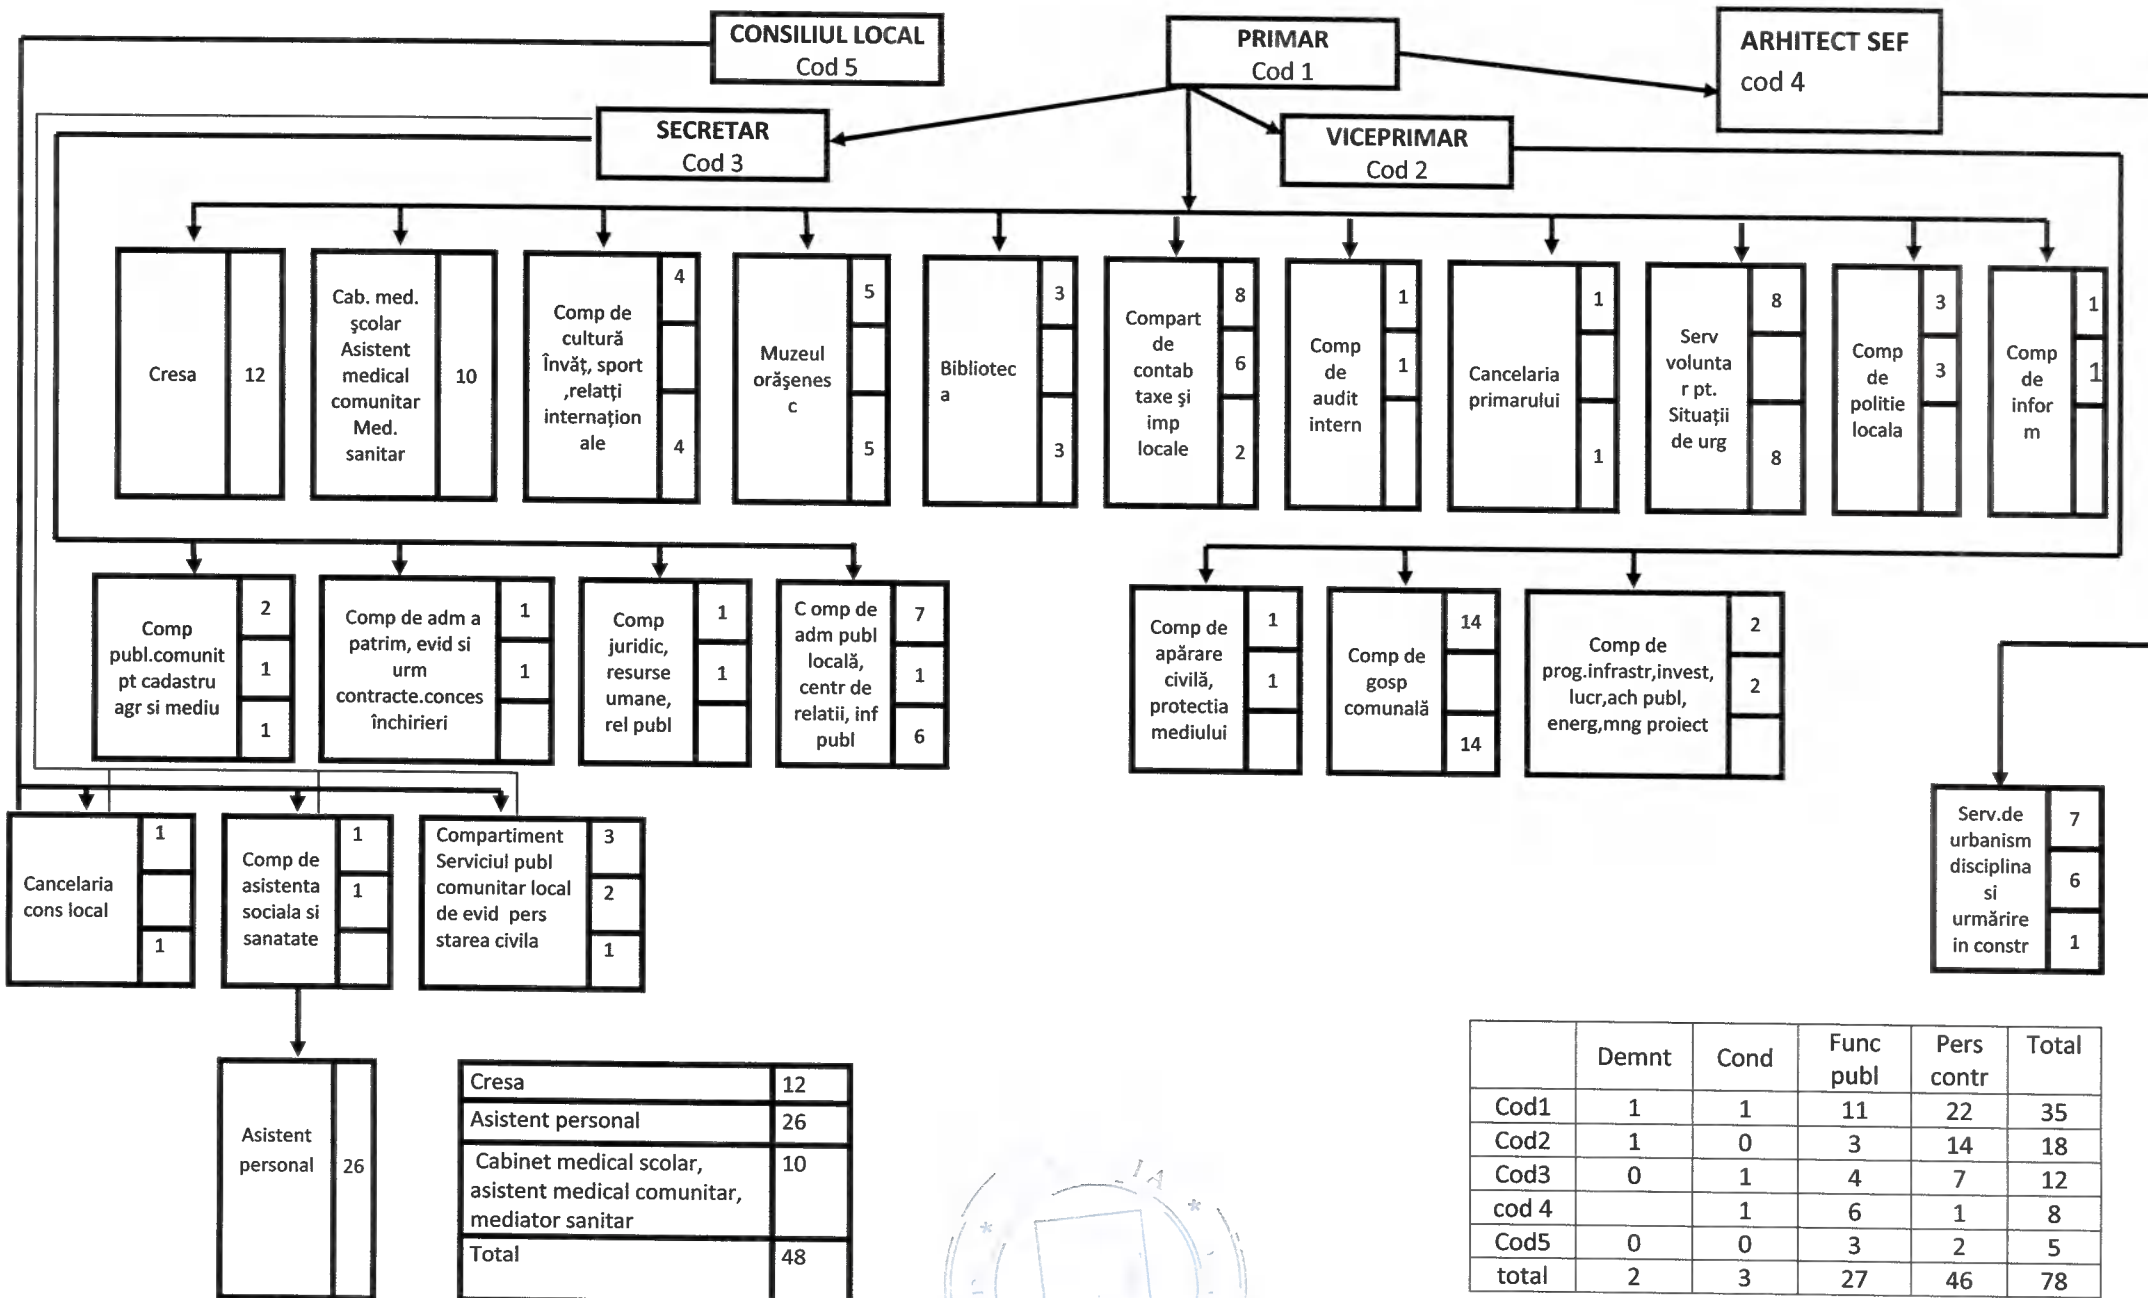 CONSILIUL LOCAL
Cod 5
PRIMAR
Cod 1
ARHITECT SEF
cod 4
SECRETAR
Cod 3
VICEPRIMAR
Cod 2
Cresa
12
Cab. med.
şcolar
Asistent
medical
comunitar
Med.
sanitar
10
Comp de
cultură
Învăţ, sport
,relatţi
internaţion
ale
4
4
Muzeul
orăşenes
c
5
5
Bibliotec
a
3
3
Compart
de
contab
taxe şi
imp
locale
8
6
2
Comp
de
audit
intern
1
1
Cancelaria
primarului
1
1
Serv
volunta
r pt.
Situaţii
de urg
8
8
Comp
de
politie
locala
3
3
Comp
de
infor
m
1
1
Comp
publ.comunit
pt cadastru
agr si mediu
2
1
1
Comp de adm a
patrim, evid si
urm
contracte.conces
închirieri
1
1
Comp
juridic,
resurse
umane,
rel publ
1
1
C omp de
adm publ
locală,
centr de
relatii, inf
publ
7
1
6
Comp de
apărare
civilă,
protectia
mediului
1
1
Comp de
gosp
comunală
14
14
Comp de
prog.infrastr,invest,
lucr,ach publ,
energ,mng proiect
2
2
Cancelaria
cons local
1
1
Comp de
asistenta
sociala si
sanatate
1
1
Compartiment
Serviciul publ
comunitar local
de evid pers
starea civila
3
2
1
Serv.de
urbanism
disciplina
si
urmărire
in constr
7
6
1
Asistent
personal
26
Cresa 12
Asistent personal 26
Cabinet medical scolar, 10
asistent medical comunitar,
mediator sanitar
Total 48
Demnt Cond Func publ Pers contr Total
Cod1 1 1 11 22 35
Cod2 1 0 3 14 18
Cod3 0 1 4 7 12
cod 4 1 6 1 8
Cod5 0 0 3 2 5
total 2 3 27 46 78